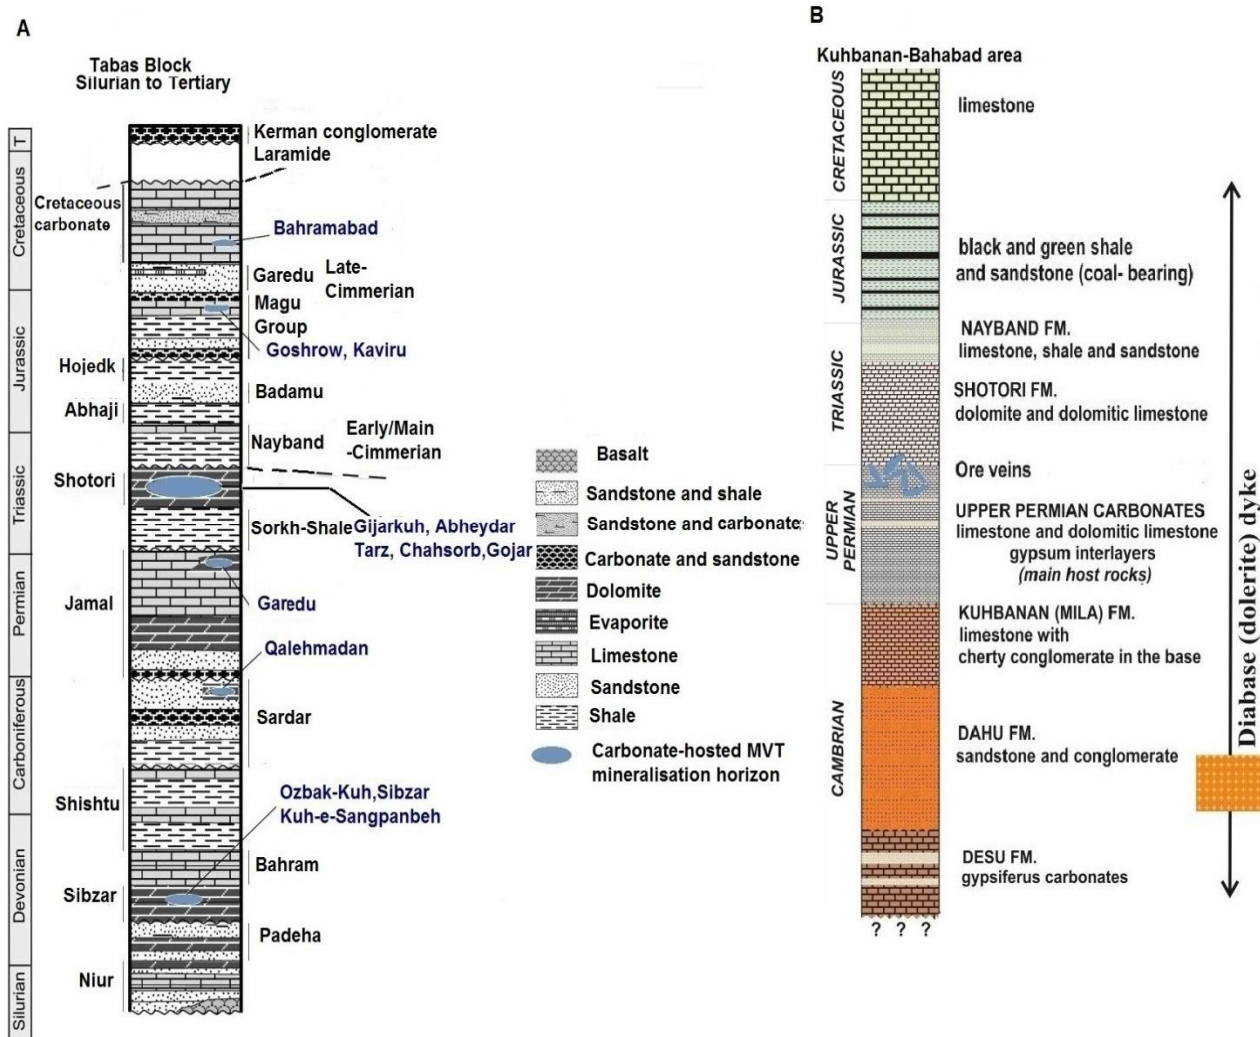 A
Tabas Block
Silurian to Tertiary
T
Cretaceous
Jurassic
Triassic
Permian
Carboniferous
Devonian
Silurian
Kerman conglomerate
Laramide
Cretaceous
carbonate
Bahramabad
Garedu
Late-
Cimmerian
Magu
Group
Goshrow, Kaviru
Hojedk
Badamu
Abhaji
Nayband
Early/Main
-Cimmerian
Shotori
Sorkh-Shale
Gijarkuh, Abheydar
Tarz, Chahsorb,Gojar
Jamal
Garedu
Qalehmadan
Sardar
Shishtu
Ozbak-Kuh,Sibzar
Kuh-e-Sangpanbeh
Bahram
Sibzar
Padeha
Niur
Basalt
Sandstone and shale
Sandstone and carbonate
Carbonate and sandstone
Dolomite
Evaporite
Limestone
Sandstone
Shale
Carbonate-hosted MVT
mineralisation horizon
B
Kuhbanan-Bahabad area
CRETACEOUS
JURASSIC
TRIASSIC
UPPER
PERMIAN
CAMBRIAN
limestone
black and green shale
and sandstone (coal- bearing)
NAYBAND FM.
limestone, shale and sandstone
SHOTORI FM.
dolomite and dolomitic limestone
Ore veins
UPPER PERMIAN CARBONATES
limestone and dolomitic limestone
gypsum interlayers
(main host rocks)
KUHBANAN (MILA) FM.
limestone with
cherty conglomerate in the base
DAHU FM.
sandstone and conglomerate
DESU FM.
gypsiferus carbonates
? ? ?
Diabase (dolerite) dyke